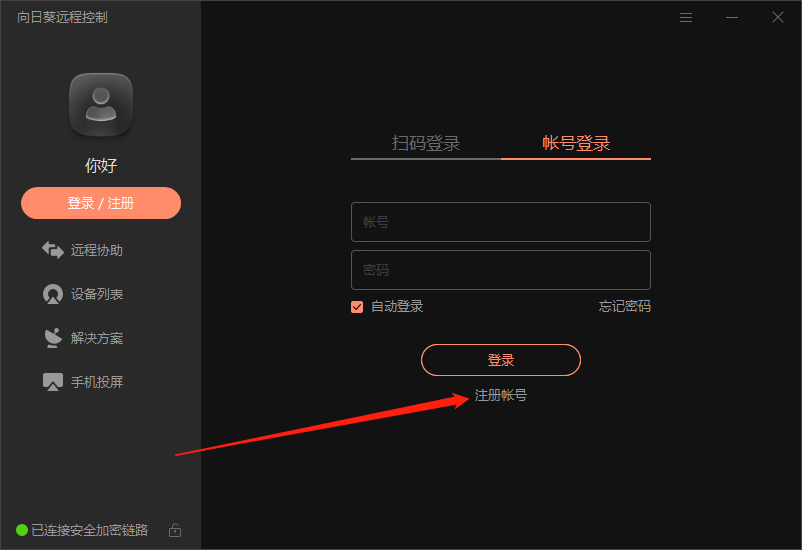 向日葵远程控制
你好
登录 / 注册
远程协助
设备列表
解决方案
手机投屏
已连接安全加密链路
扫码登录 帐号登录
帐号
密码
自动登录 忘记密码
登录
注册帐号